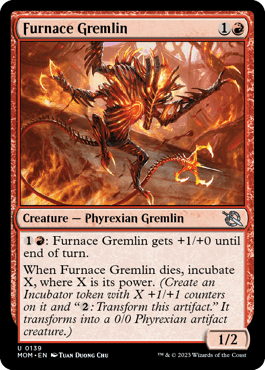 Furnace Gremlin 1
Creature — Phyrexian Gremlin
1 : Furnace Gremlin gets +1/+0 until
end of turn.
When Furnace Gremlin dies, incubate
X, where X is its power. (Create an
Incubator token with X +1/+1 counters
on it and “2: Transform this artifact.” It
transforms into a 0/0 Phyrexian artifact
creature.)
1/2
U 0139
MOM • EN Tuan Duong Chu
™ & © 2023 Wizards of the Coast